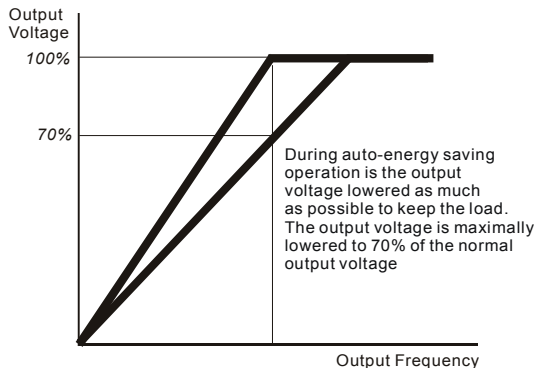 Output
Voltage
100%
70%
During auto-energy saving
operation is the output
voltage lowered as much
as possible to keep the load.
The output voltage is maximally
lowered to 70% of the normal
output voltage
Output Frequency